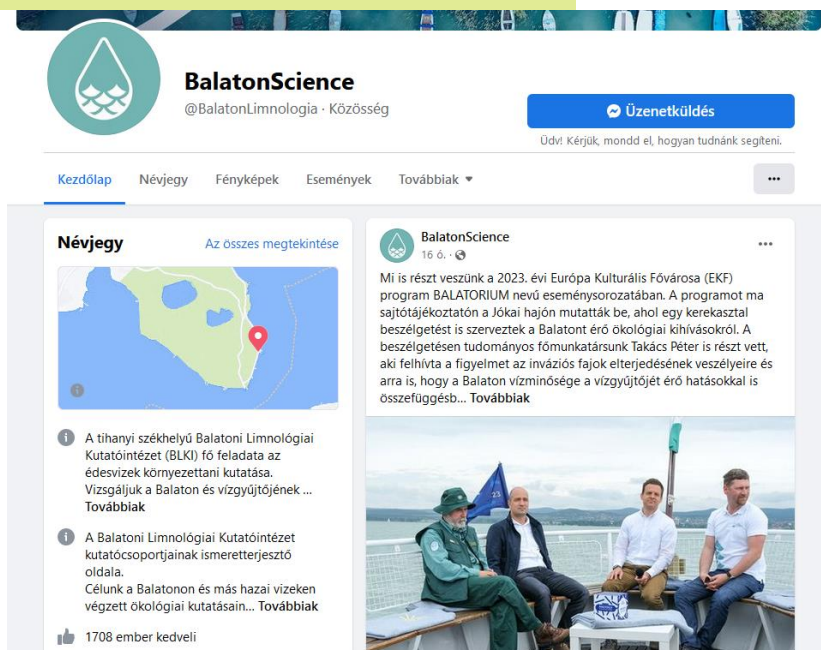 BalatonScience
@BalatonLimnologia · Közösség
Üzenetküldés
Üdv! Kérjük, mondd el, hogyan tudnánk segíteni.
Kezdőlap Névjegy Fényképek Események Továbbiak
Névjegy
Az összes megtekintése
A tihanyi székhelyű Balatoni Limnológiai
Kutatóintézet (BLKI) fő feladata az
édesvizek környezettani kutatása.
Vizsgáljuk a Balaton és vízgyűjtőjének ...
Továbbiak
A Balatoni Limnológiai Kutatóintézet
kutatócsoportjainak ismeretterjesztő
oldala.
Célunk a Balatonon és más hazai vizeken
végzett ökológiai kutatásain... Továbbiak
1708 ember kedveli
BalatonScience
16 ó. ·
Mi is részt veszünk a 2023. évi Európa Kulturális Fővárosa (EKF)
program BALATORIUM nevű eseménysorozatában. A programot ma
sajtótájékoztatón a Jókai hajón mutatták be, ahol egy kerekasztal
beszélgetést is szerveztek a Balatont érő ökológiai kihívásokról. A
beszélgetésen tudományos főmunkatársunk Takács Péter is részt vett,
aki felhívta a figyelmet az inváziós fajok elterjedésének veszélyeire és
arra is, hogy a Balaton vízminősége a vízgyűjtőjét érő hatásokkal is
összefüggésb... Továbbiak
23